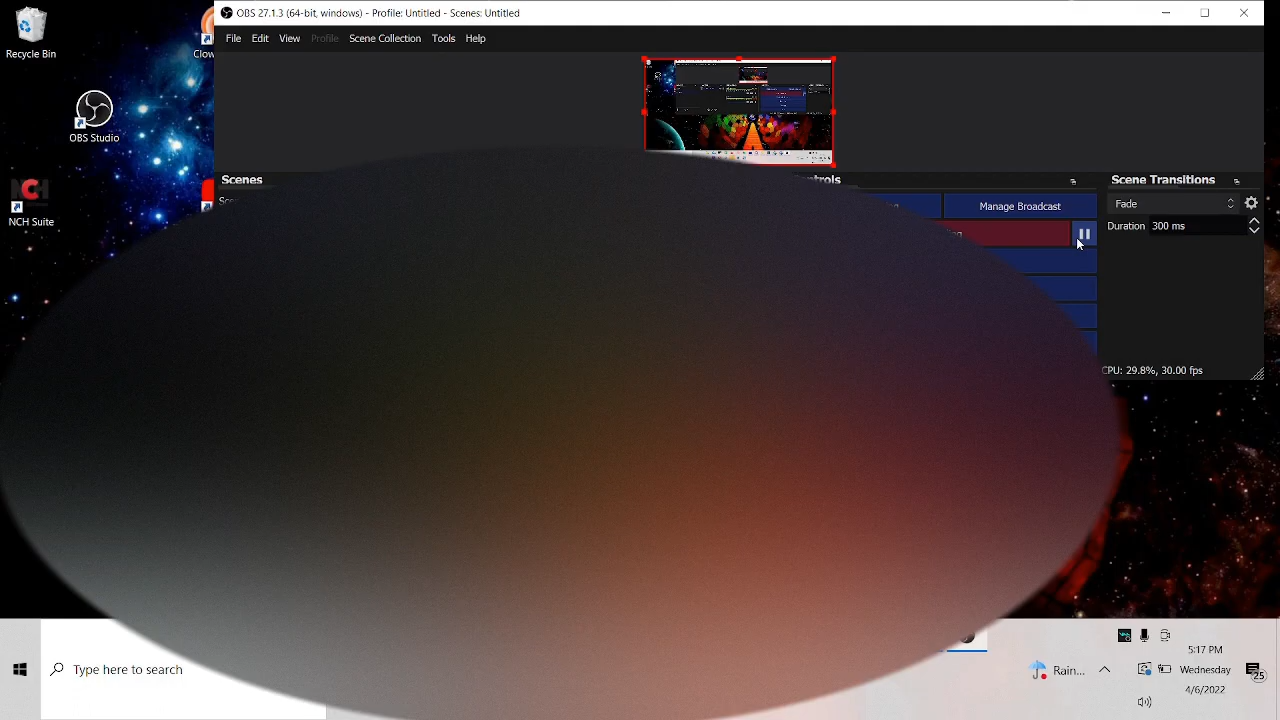 Recycle Bin
Clow
OBS Studio
NCH Suite
OBS 27.1.3 (64-bit, windows) - Profile: Untitled - Scenes: Untitled
File Edit View Profile Scene Collection Tools Help
Scenes
Scene Transitions
Manage Broadcast
Fade
Duration 300 ms
CPU: 29.8%, 30.00 fps
Type here to search
Rain...
5:17 PM
Wednesday
4/6/2022
25